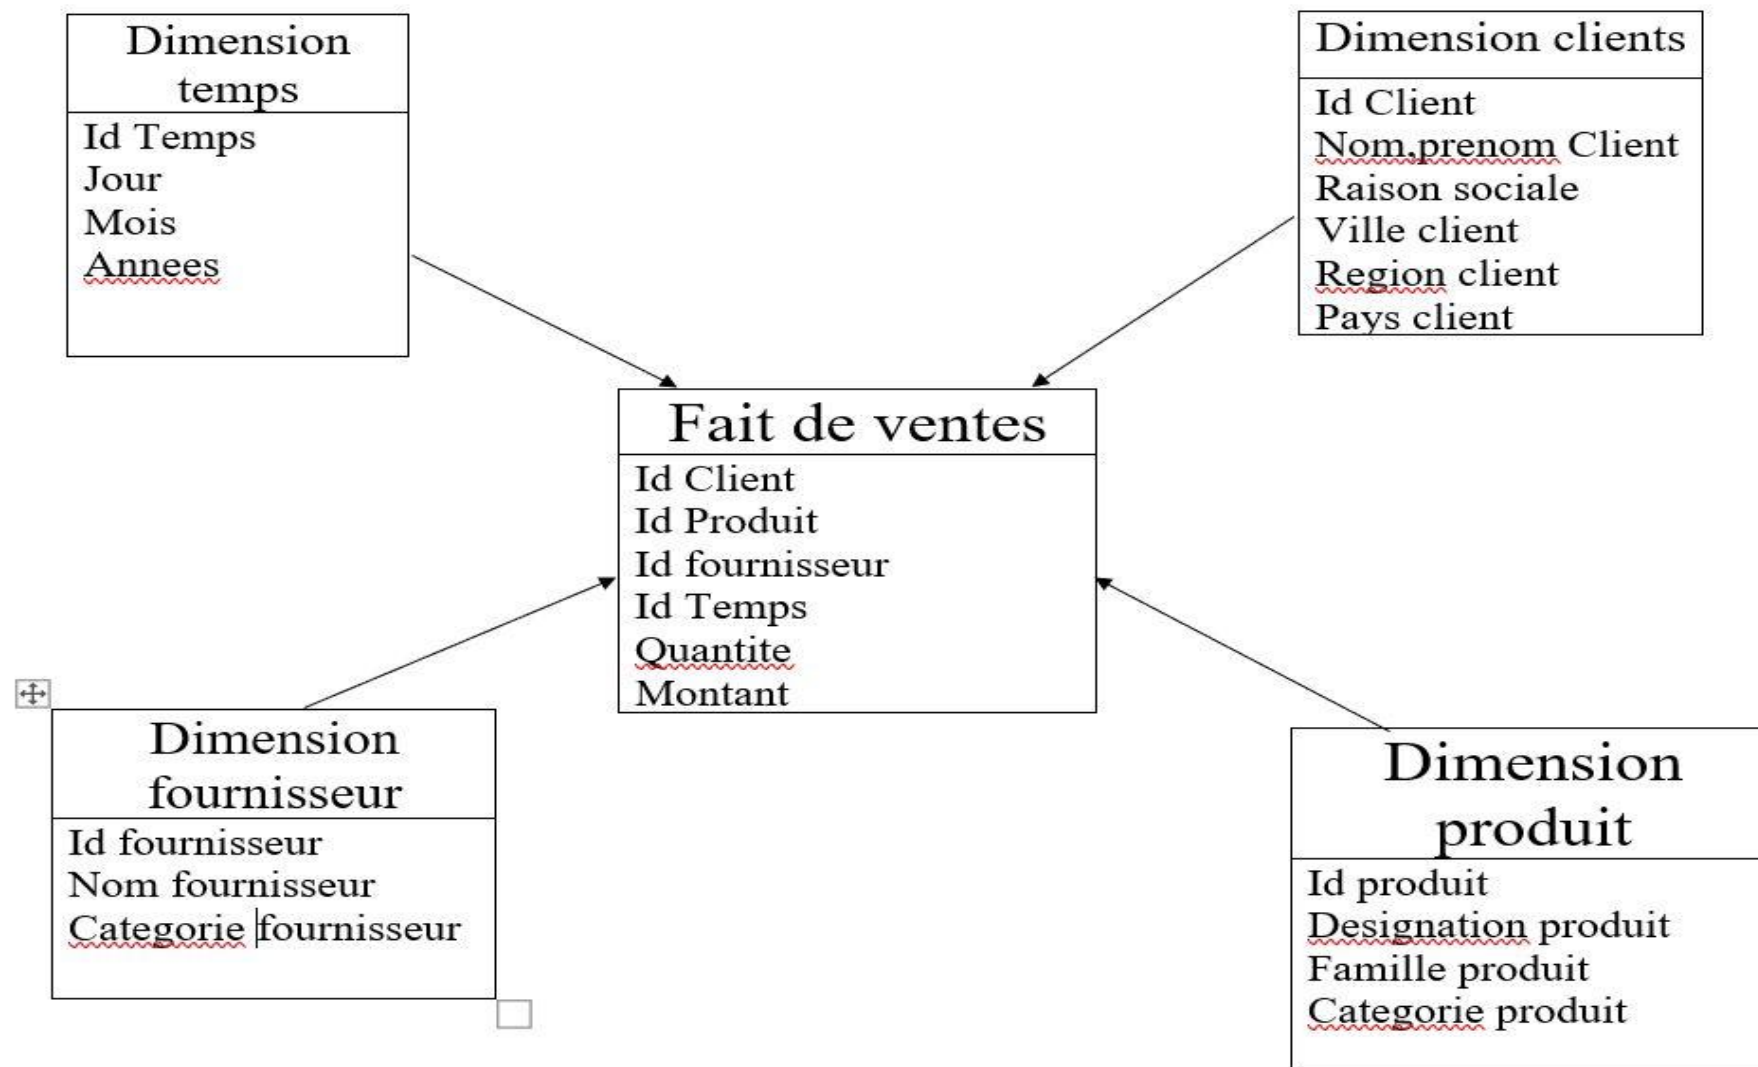 Dimension
temps
Id Temps
Jour
Mois
Annees
Dimension clients
Id Client
Nom,prenom Client
Raison sociale
Ville client
Region client
Pays client
Fait de ventes
Id Client
Id Produit
Id fournisseur
Id Temps
Quantite
Montant
Dimension
fournisseur
Id fournisseur
Nom fournisseur
Categorie fournisseur
Dimension
produit
Id produit
Designation produit
Famille produit
Categorie produit